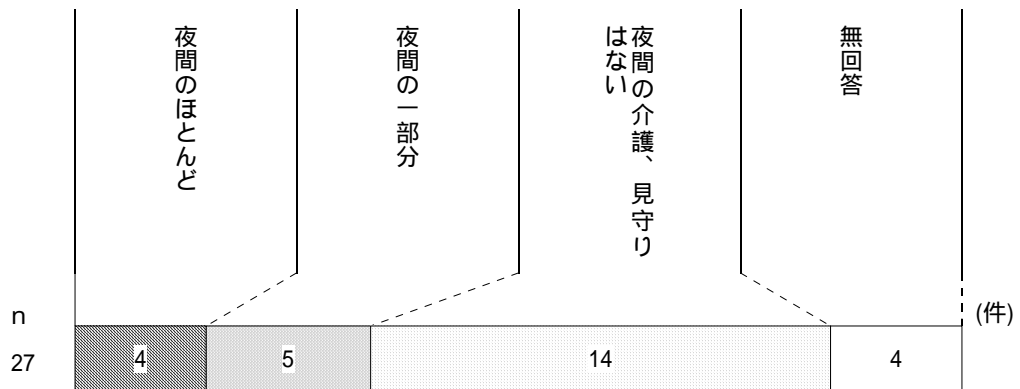 夜間のほとんど
夜間の一部分
夜間の介護、見守り
はない
無回答
(件)
n
27
4
5
14
4